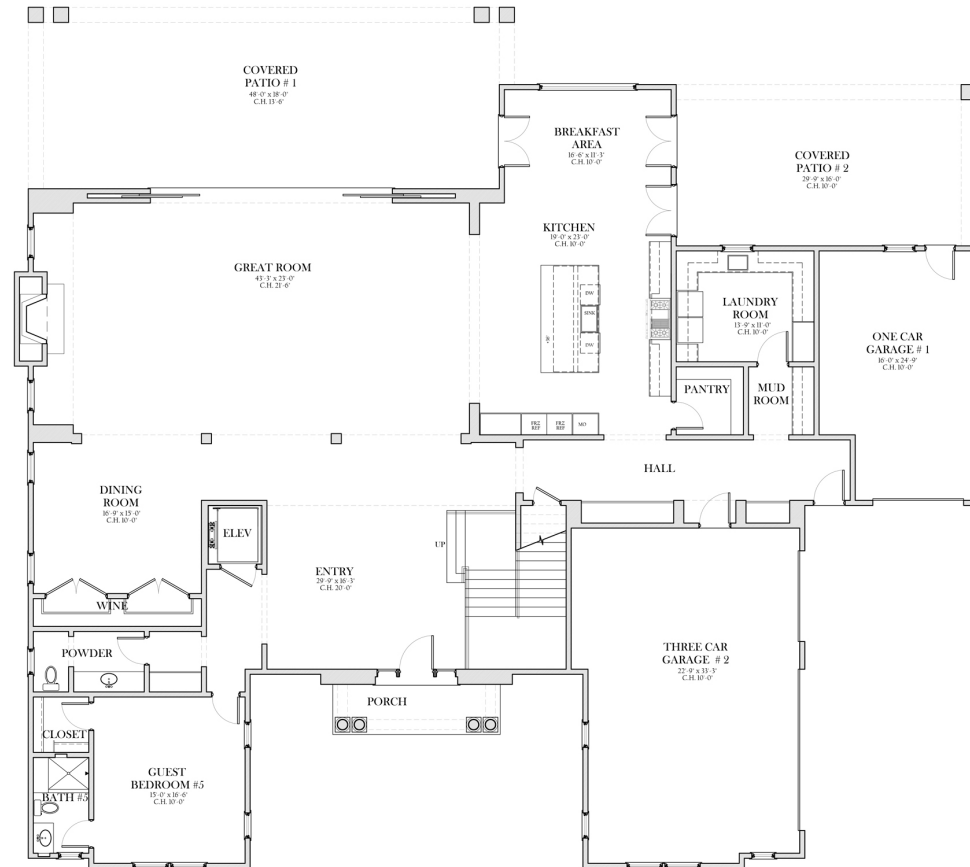 COVERED
PATIO # 1
48'-0" x 18'-0"
C.H. 13'-6"
BREAKFAST
AREA
16'-6" x 11'-3"
C.H. 10'-0"
COVERED
PATIO # 2
29'-9" x 16'-0"
C.H. 10'-0"
KITCHEN
19'-0" x 23'-0"
C.H. 10'-0"
GREAT ROOM
43'-3" x 23'-0"
C.H. 21'-6"
DW
SINK
DW
LAUNDRY
ROOM
13'-9" x 11'-0"
C.H. 10'-0"
ONE CAR
GARAGE # 1
16'-0" x 24'-9"
C.H. 10'-0"
PANTRY
MUD
ROOM
FRZ
REF
FRZ
REF
MO
HALL
DINING
ROOM
16'-9" x 15'-0"
C.H. 10'-0"
ELEV
UP
ENTRY
29'-9" x 16'-3"
C.H. 20'-0"
WINE
POWDER
THREE CAR
GARAGE # 2
22'-9" x 33'-3"
C.H. 10'-0"
PORCH
CLOSET
GUEST
BEDROOM #5
15'-0" x 16'-6"
C.H. 10'-0"
BATH #5